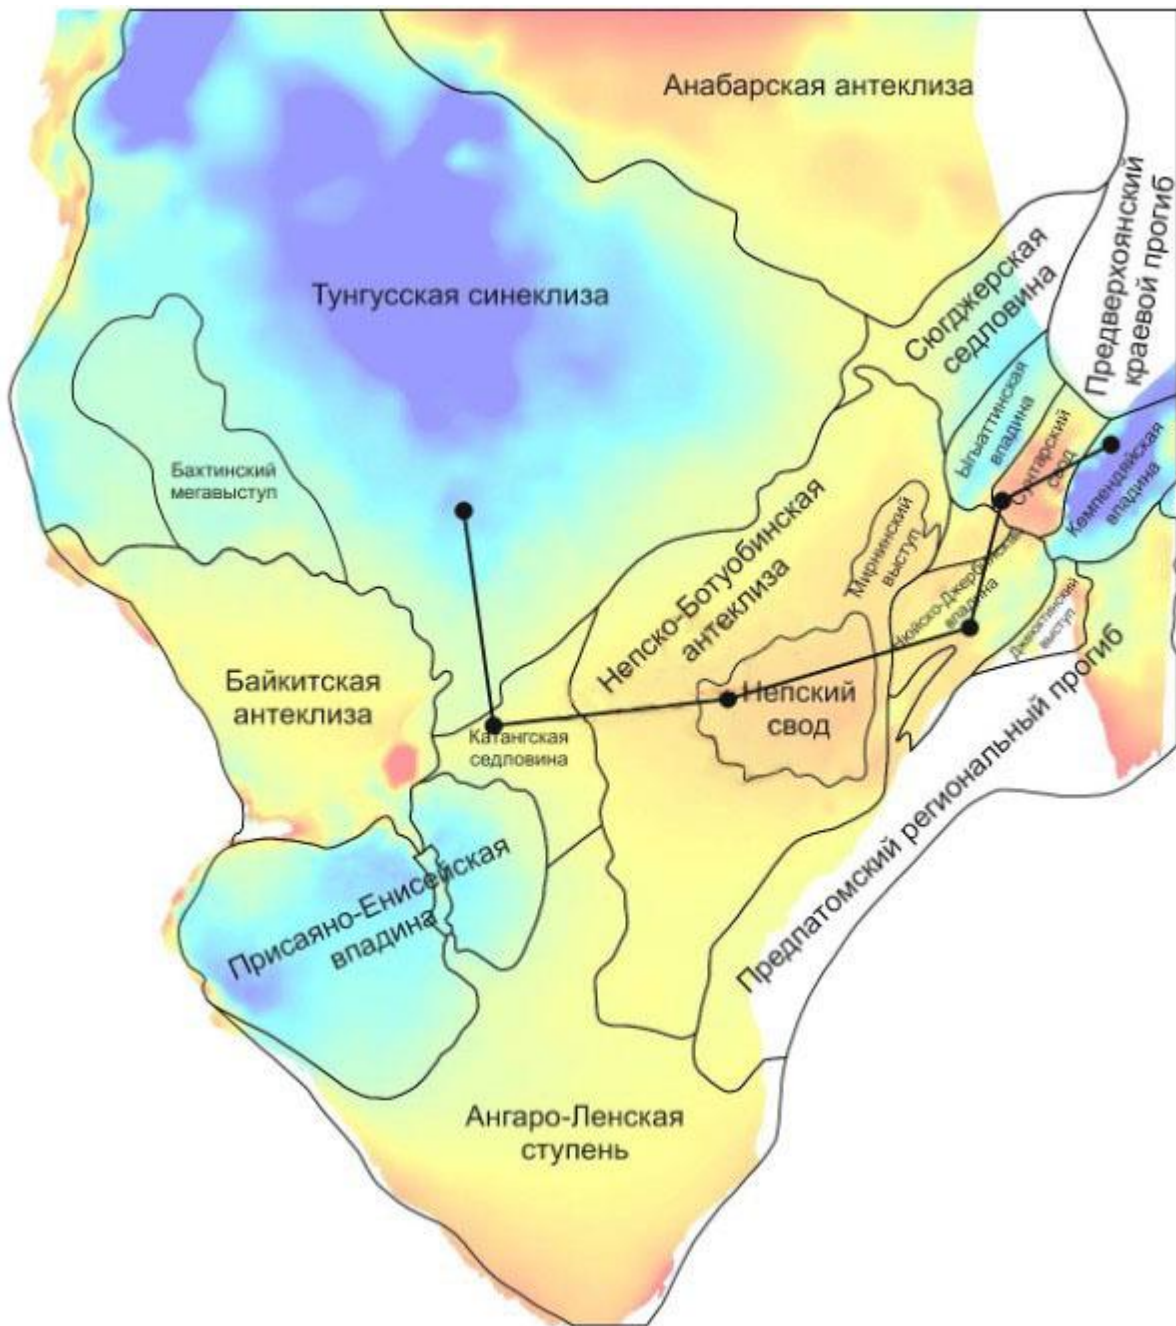 Анабарская антеклиза
Предверхоянский
краевой прогиб
Сюгджерская
седловина
Тунгусская синеклиза
Ыгыаттинская
впадина
Сунтарский
свод
Кемпендяйская
впадина
Бахтинский
мегавыступ
Непско-Ботуобинская
антеклиза
Мирнинский
выступ
Нюйско-Джербинская
впадина
Джеюктинский
выступ
Байкитская
антеклиза
Непский
свод
Катангская
седловина
Предпатомский региональный прогиб
Присаяно-Енисейская
впадина
Ангаро-Ленская
ступень